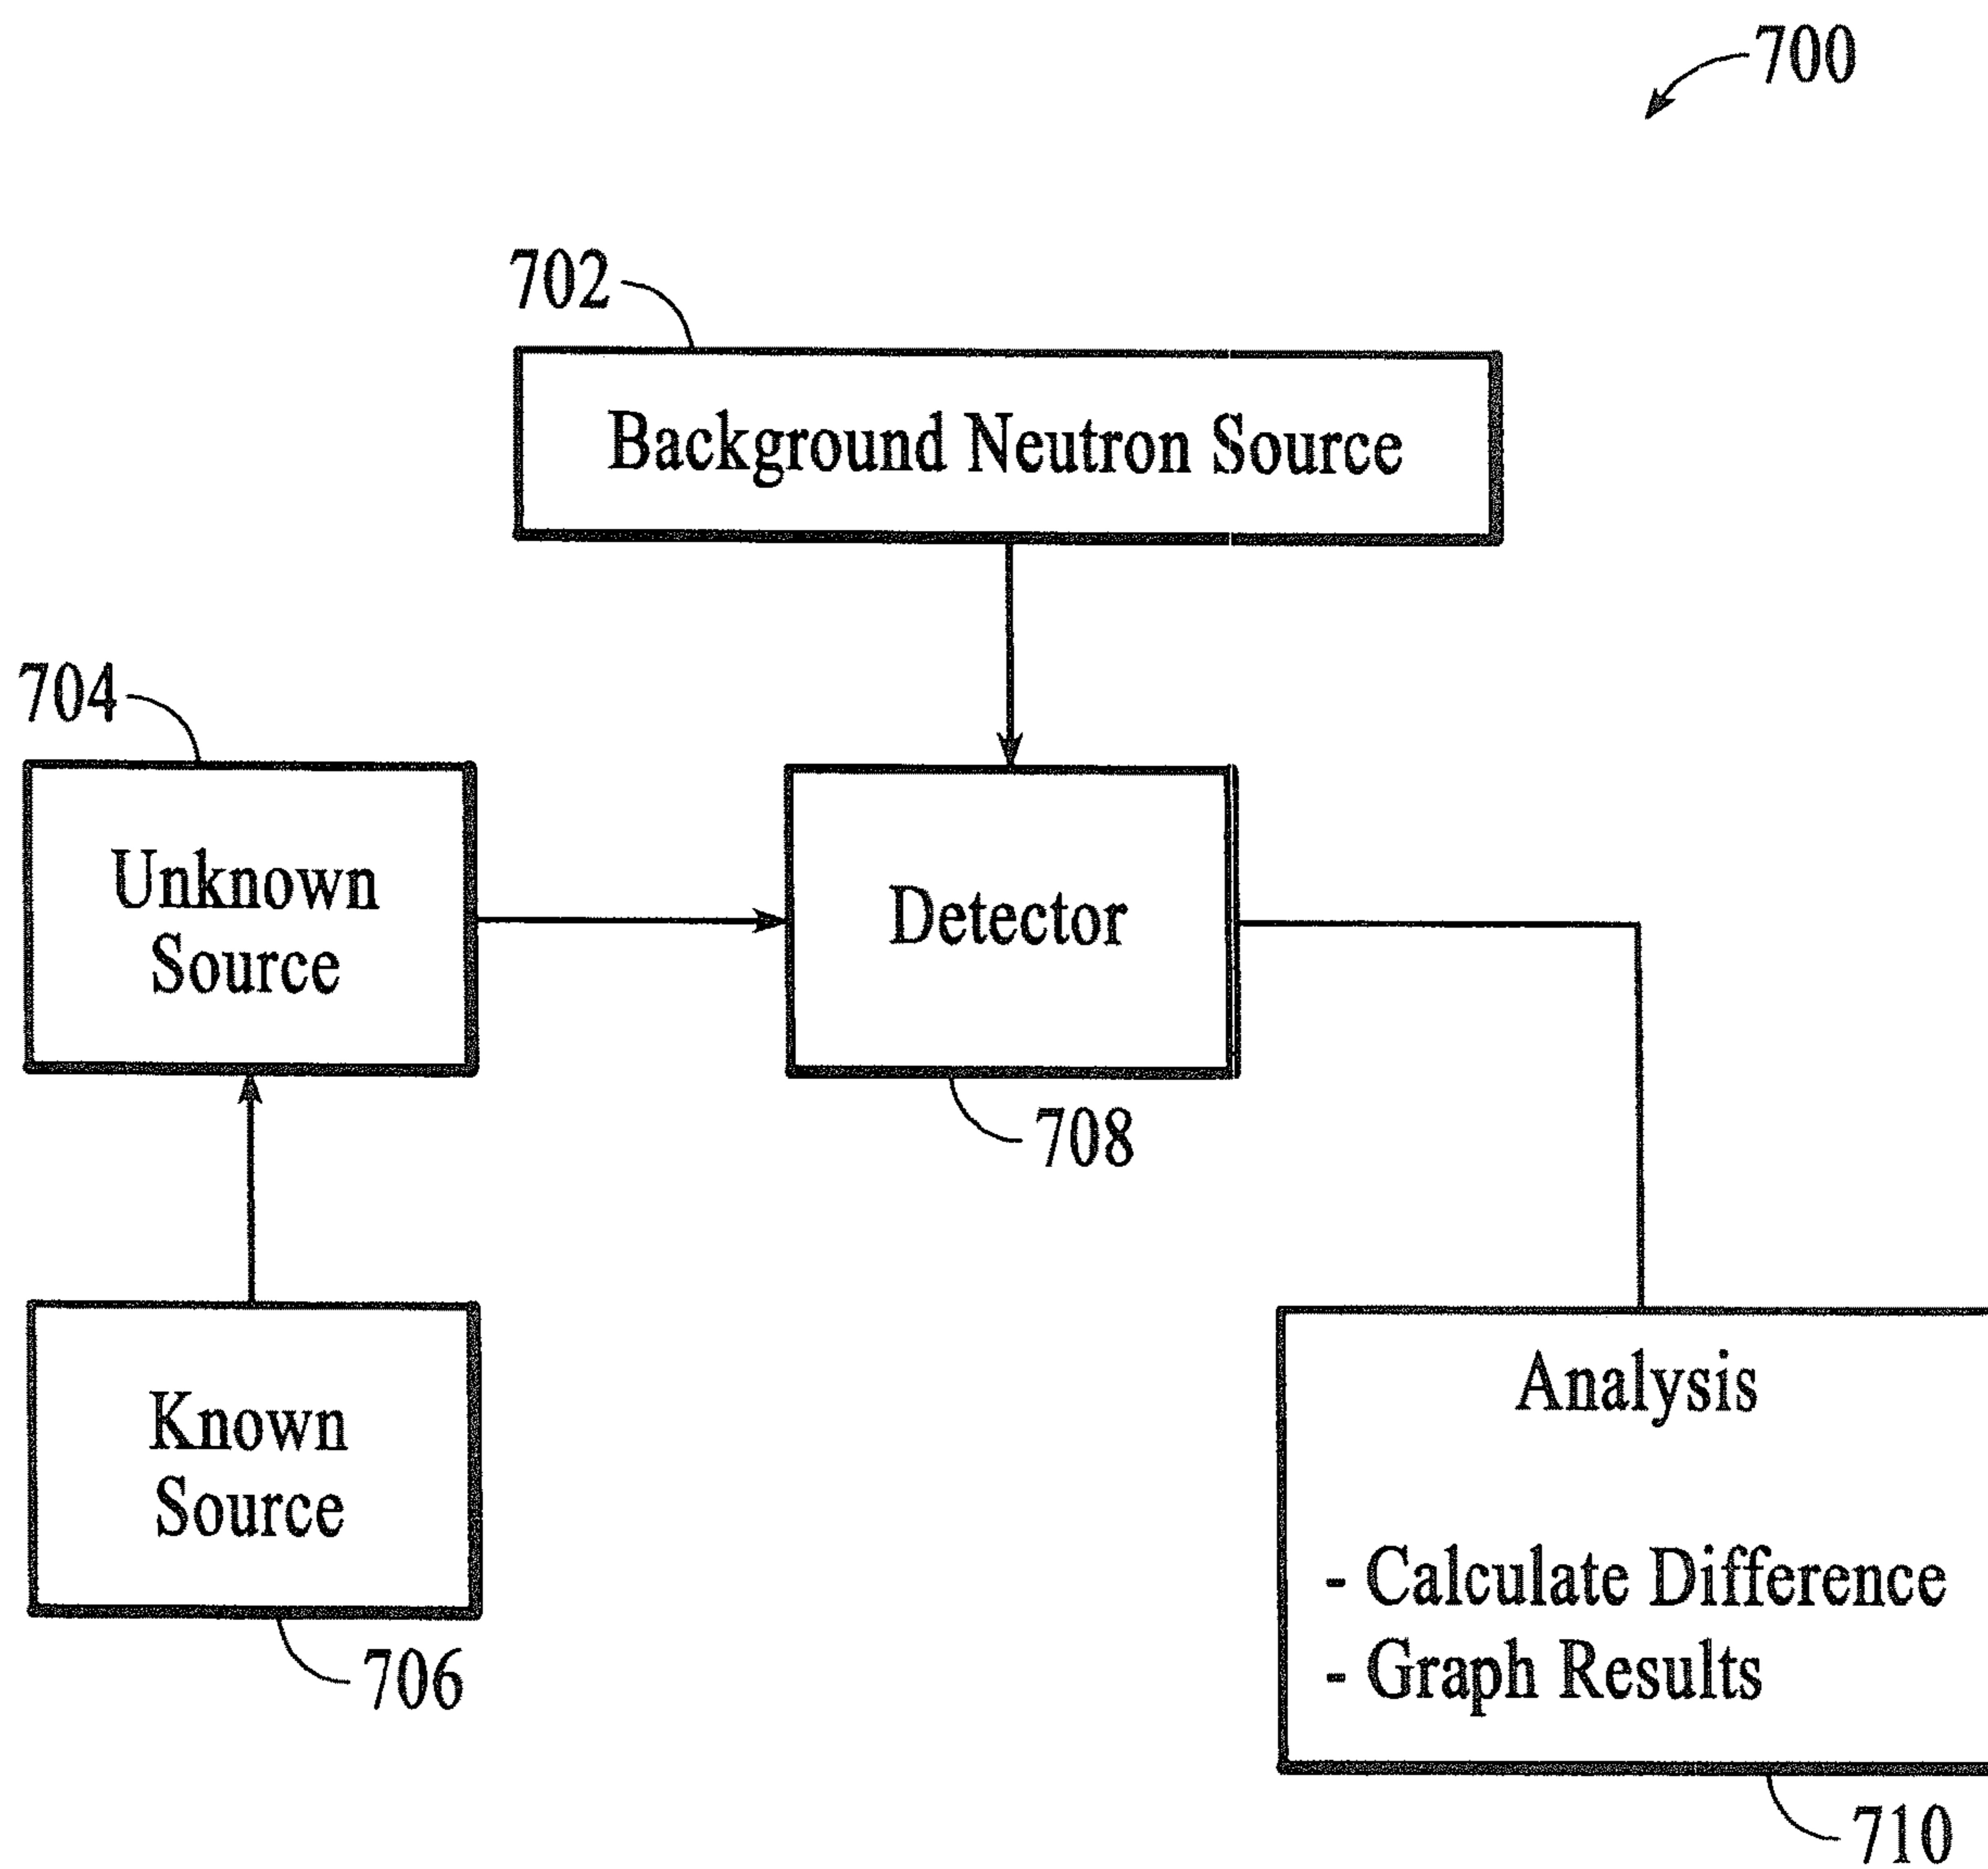 700
702
Background Neutron Source
704
Unknown
Source
Detector
708
Known
Source
706
Analysis
- Calculate Difference
- Graph Results
710